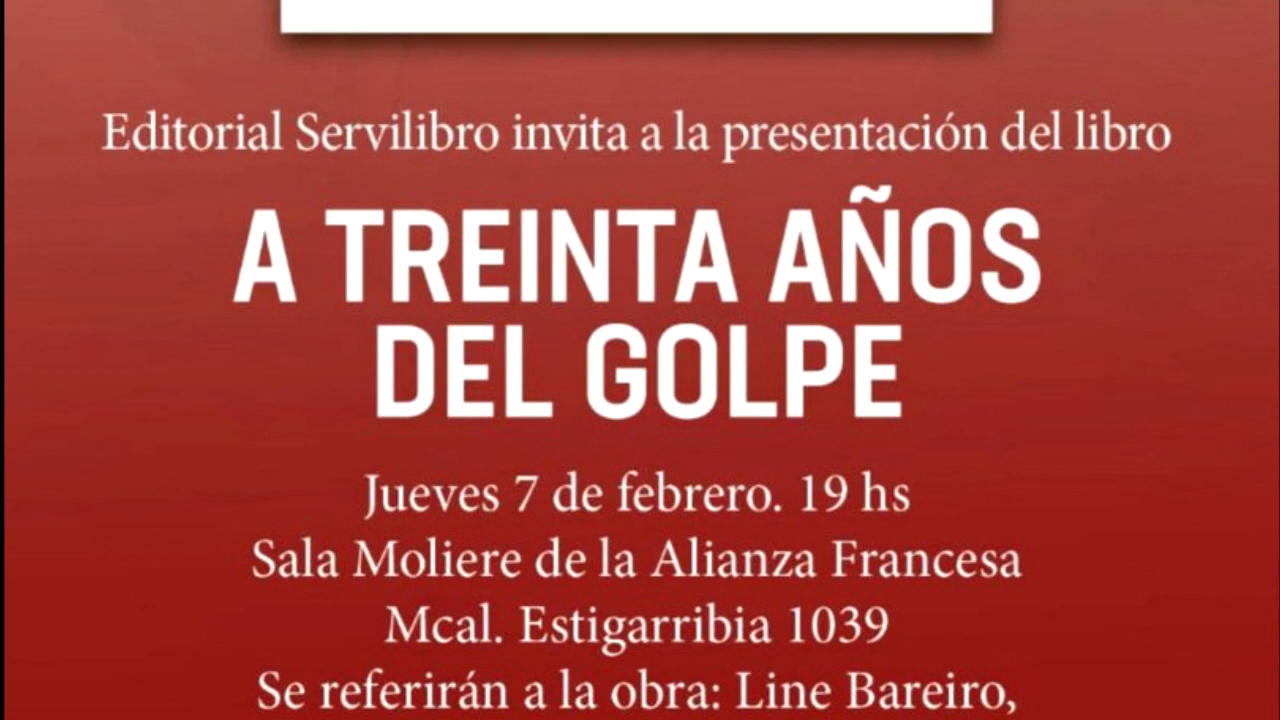 Editorial Servilibro invita a la presentación del libro
A TREINTA AÑOS
DEL GOLPE
Jueves 7 de febrero. 19 hs
Sala Moliere de la Alianza Francesa
Mcal. Estigarribia 1039
Se referirán a la obra: Line Bareiro,